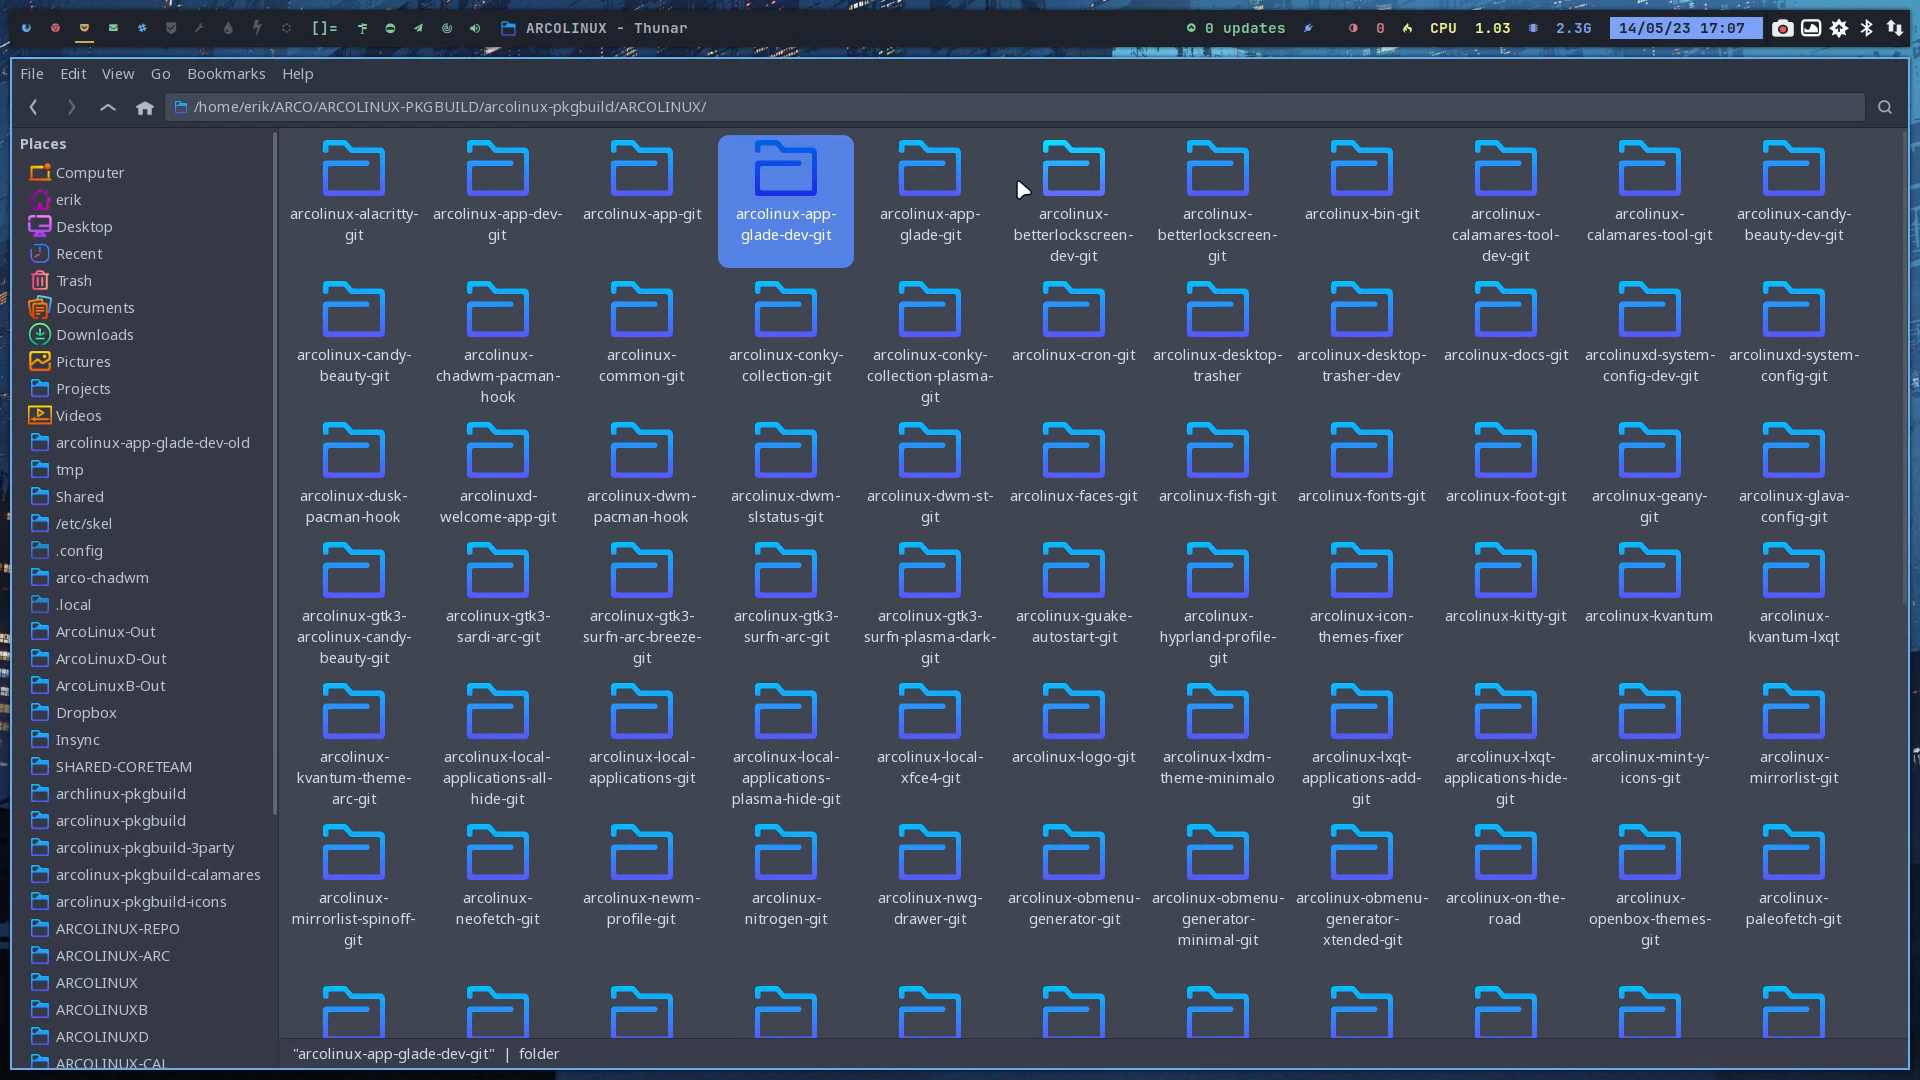 []= ARCOLINUX - Thunar 0 updates 0 CPU 1.03 2.3G 14/05/23 17:07
File Edit View Go Bookmarks Help
/home/erik/ARCO/ARCOLINUX-PKGBUILD/arcolinux-pkgbuild/ARCOLINUX/
Places
Computer
erik
Desktop
Recent
Trash
Documents
Downloads
Pictures
Projects
Videos
arcolinux-app-glade-dev-old
tmp
Shared
/etc/skel
.config
arco-chadwm
.local
ArcoLinux-Out
ArcoLinuxD-Out
ArcoLinuxB-Out
Dropbox
Insync
SHARED-CORETEAM
archlinux-pkgbuild
arcolinux-pkgbuild
arcolinux-pkgbuild-3party
arcolinux-pkgbuild-calamares
arcolinux-pkgbuild-icons
ARCOLINUX-REPO
ARCOLINUX-ARC
ARCOLINUX
ARCOLINUXB
ARCOLINUXD
ARCOLINUX-CAL
arcolinux-alacritty-
git
arcolinux-app-dev-
git
arcolinux-app-git
arcolinux-app-
glade-dev-git
arcolinux-app-
glade-git
arcolinux-
betterlockscreen-
dev-git
arcolinux-
betterlockscreen-
git
arcolinux-bin-git
arcolinux-
calamares-tool-
dev-git
arcolinux-
calamares-tool-git
arcolinux-candy-
beauty-dev-git
arcolinux-candy-
beauty-git
arcolinux-
chadwm-pacman-
hook
arcolinux-
common-git
arcolinux-conky-
collection-git
arcolinux-conky-
collection-plasma-
git
arcolinux-cron-git
arcolinux-desktop-
trasher
arcolinux-desktop-
trasher-dev
arcolinux-docs-git
arcolinuxd-system-
config-dev-git
arcolinuxd-system-
config-git
arcolinux-dusk-
pacman-hook
arcolinuxd-
welcome-app-git
arcolinux-dwm-
pacman-hook
arcolinux-dwm-
slstatus-git
arcolinux-dwm-st-
git
arcolinux-faces-git
arcolinux-fish-git
arcolinux-fonts-git
arcolinux-foot-git
arcolinux-geany-
git
arcolinux-glava-
config-git
arcolinux-gtk3-
arcolinux-candy-
beauty-git
arcolinux-gtk3-
sardi-arc-git
arcolinux-gtk3-
surfn-arc-breeze-
git
arcolinux-gtk3-
surfn-arc-git
arcolinux-gtk3-
surfn-plasma-dark-
git
arcolinux-guake-
autostart-git
arcolinux-
hyprland-profile-
git
arcolinux-icon-
themes-fixer
arcolinux-kitty-git
arcolinux-kvantum
arcolinux-
kvantum-lxqt
arcolinux-
kvantum-theme-
arc-git
arcolinux-local-
applications-all-
hide-git
arcolinux-local-
applications-git
arcolinux-local-
applications-
plasma-hide-git
arcolinux-local-
xfce4-git
arcolinux-logo-git
arcolinux-lxdm-
theme-minimalo
arcolinux-lxqt-
applications-add-
git
arcolinux-lxqt-
applications-hide-
git
arcolinux-mint-y-
icons-git
arcolinux-
mirrorlist-git
arcolinux-
mirrorlist-spinoff-
git
arcolinux-
neofetch-git
arcolinux-newm-
profile-git
arcolinux-
nitrogen-git
arcolinux-nwg-
drawer-git
arcolinux-obmenu-
generator-git
arcolinux-obmenu-
generator-
minimal-git
arcolinux-obmenu-
generator-
xtended-git
arcolinux-on-the-
road
arcolinux-
openbox-themes-
git
arcolinux-
paleofetch-git
"arcolinux-app-glade-dev-git" | folder